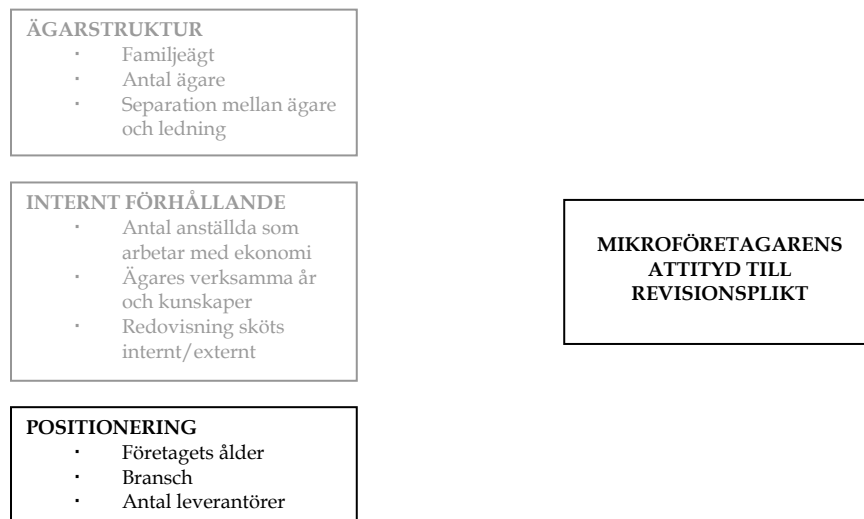 ÄGARSTRUKTUR
· Familjeägt
· Antal ägare
· Separation mellan ägare
och ledning
INTERNT FÖRHÅLLANDE
· Antal anställda som
arbetar med ekonomi
· Ägares verksamma år
och kunskaper
· Redovisning sköts
internt/externt
MIKROFÖRETAGARENS
ATTITYD TILL
REVISIONSPLIKT
POSITIONERING
· Företagets ålder
· Bransch
· Antal leverantörer